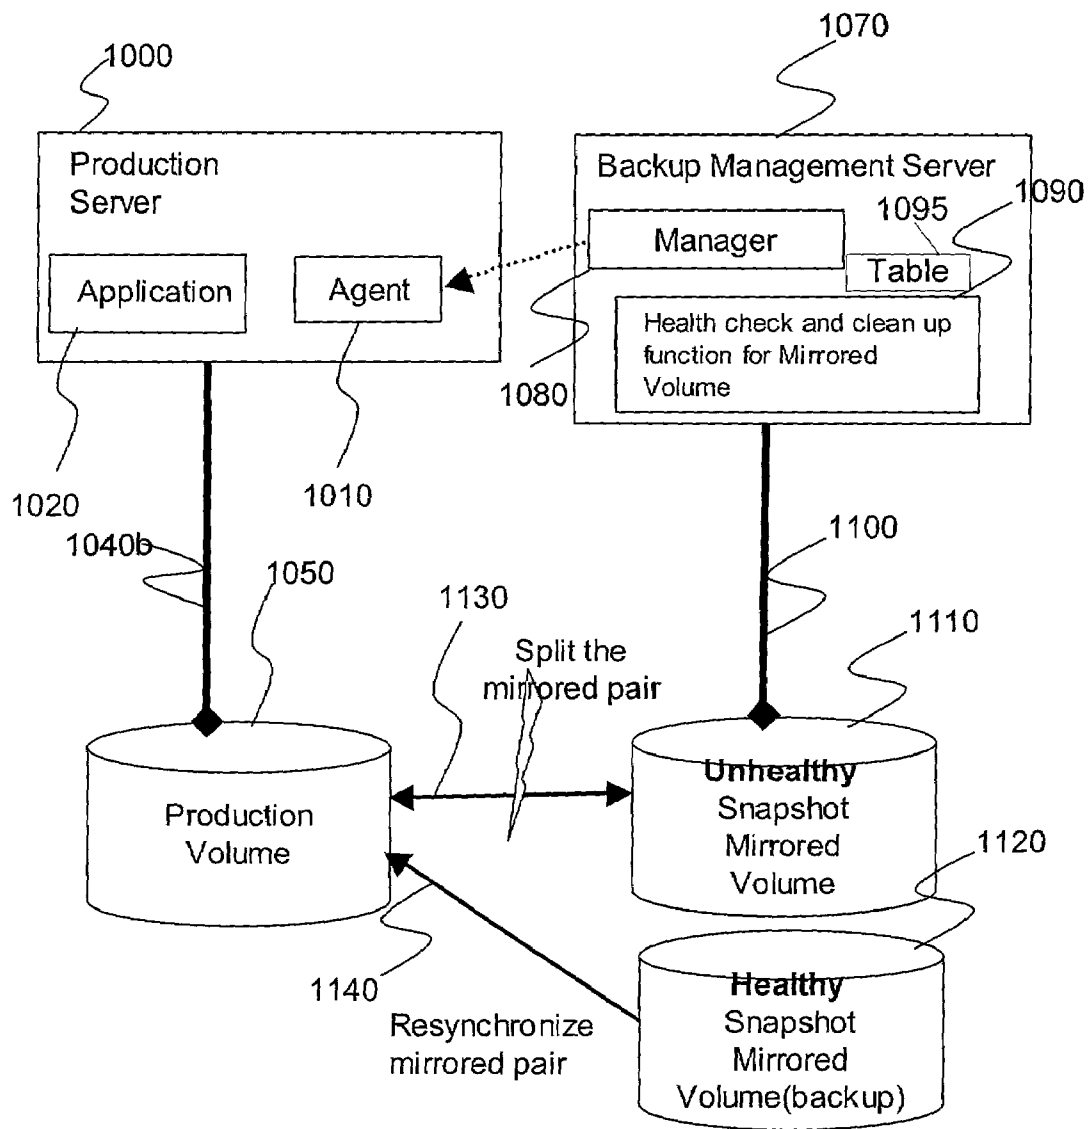 1000
1070
Production
Server
Backup Management Server
1090
1095
Manager
Table
Application
Agent
Health check and clean up
function for Mirrored
Volume
1080
1020
1010
1040b
1100
1050
1130
1110
Split the
mirrored pair
Production
Volume
Unhealthy
Snapshot
Mirrored
Volume
1120
1140
Resynchronize
mirrored pair
Healthy
Snapshot
Mirrored
Volume(backup)